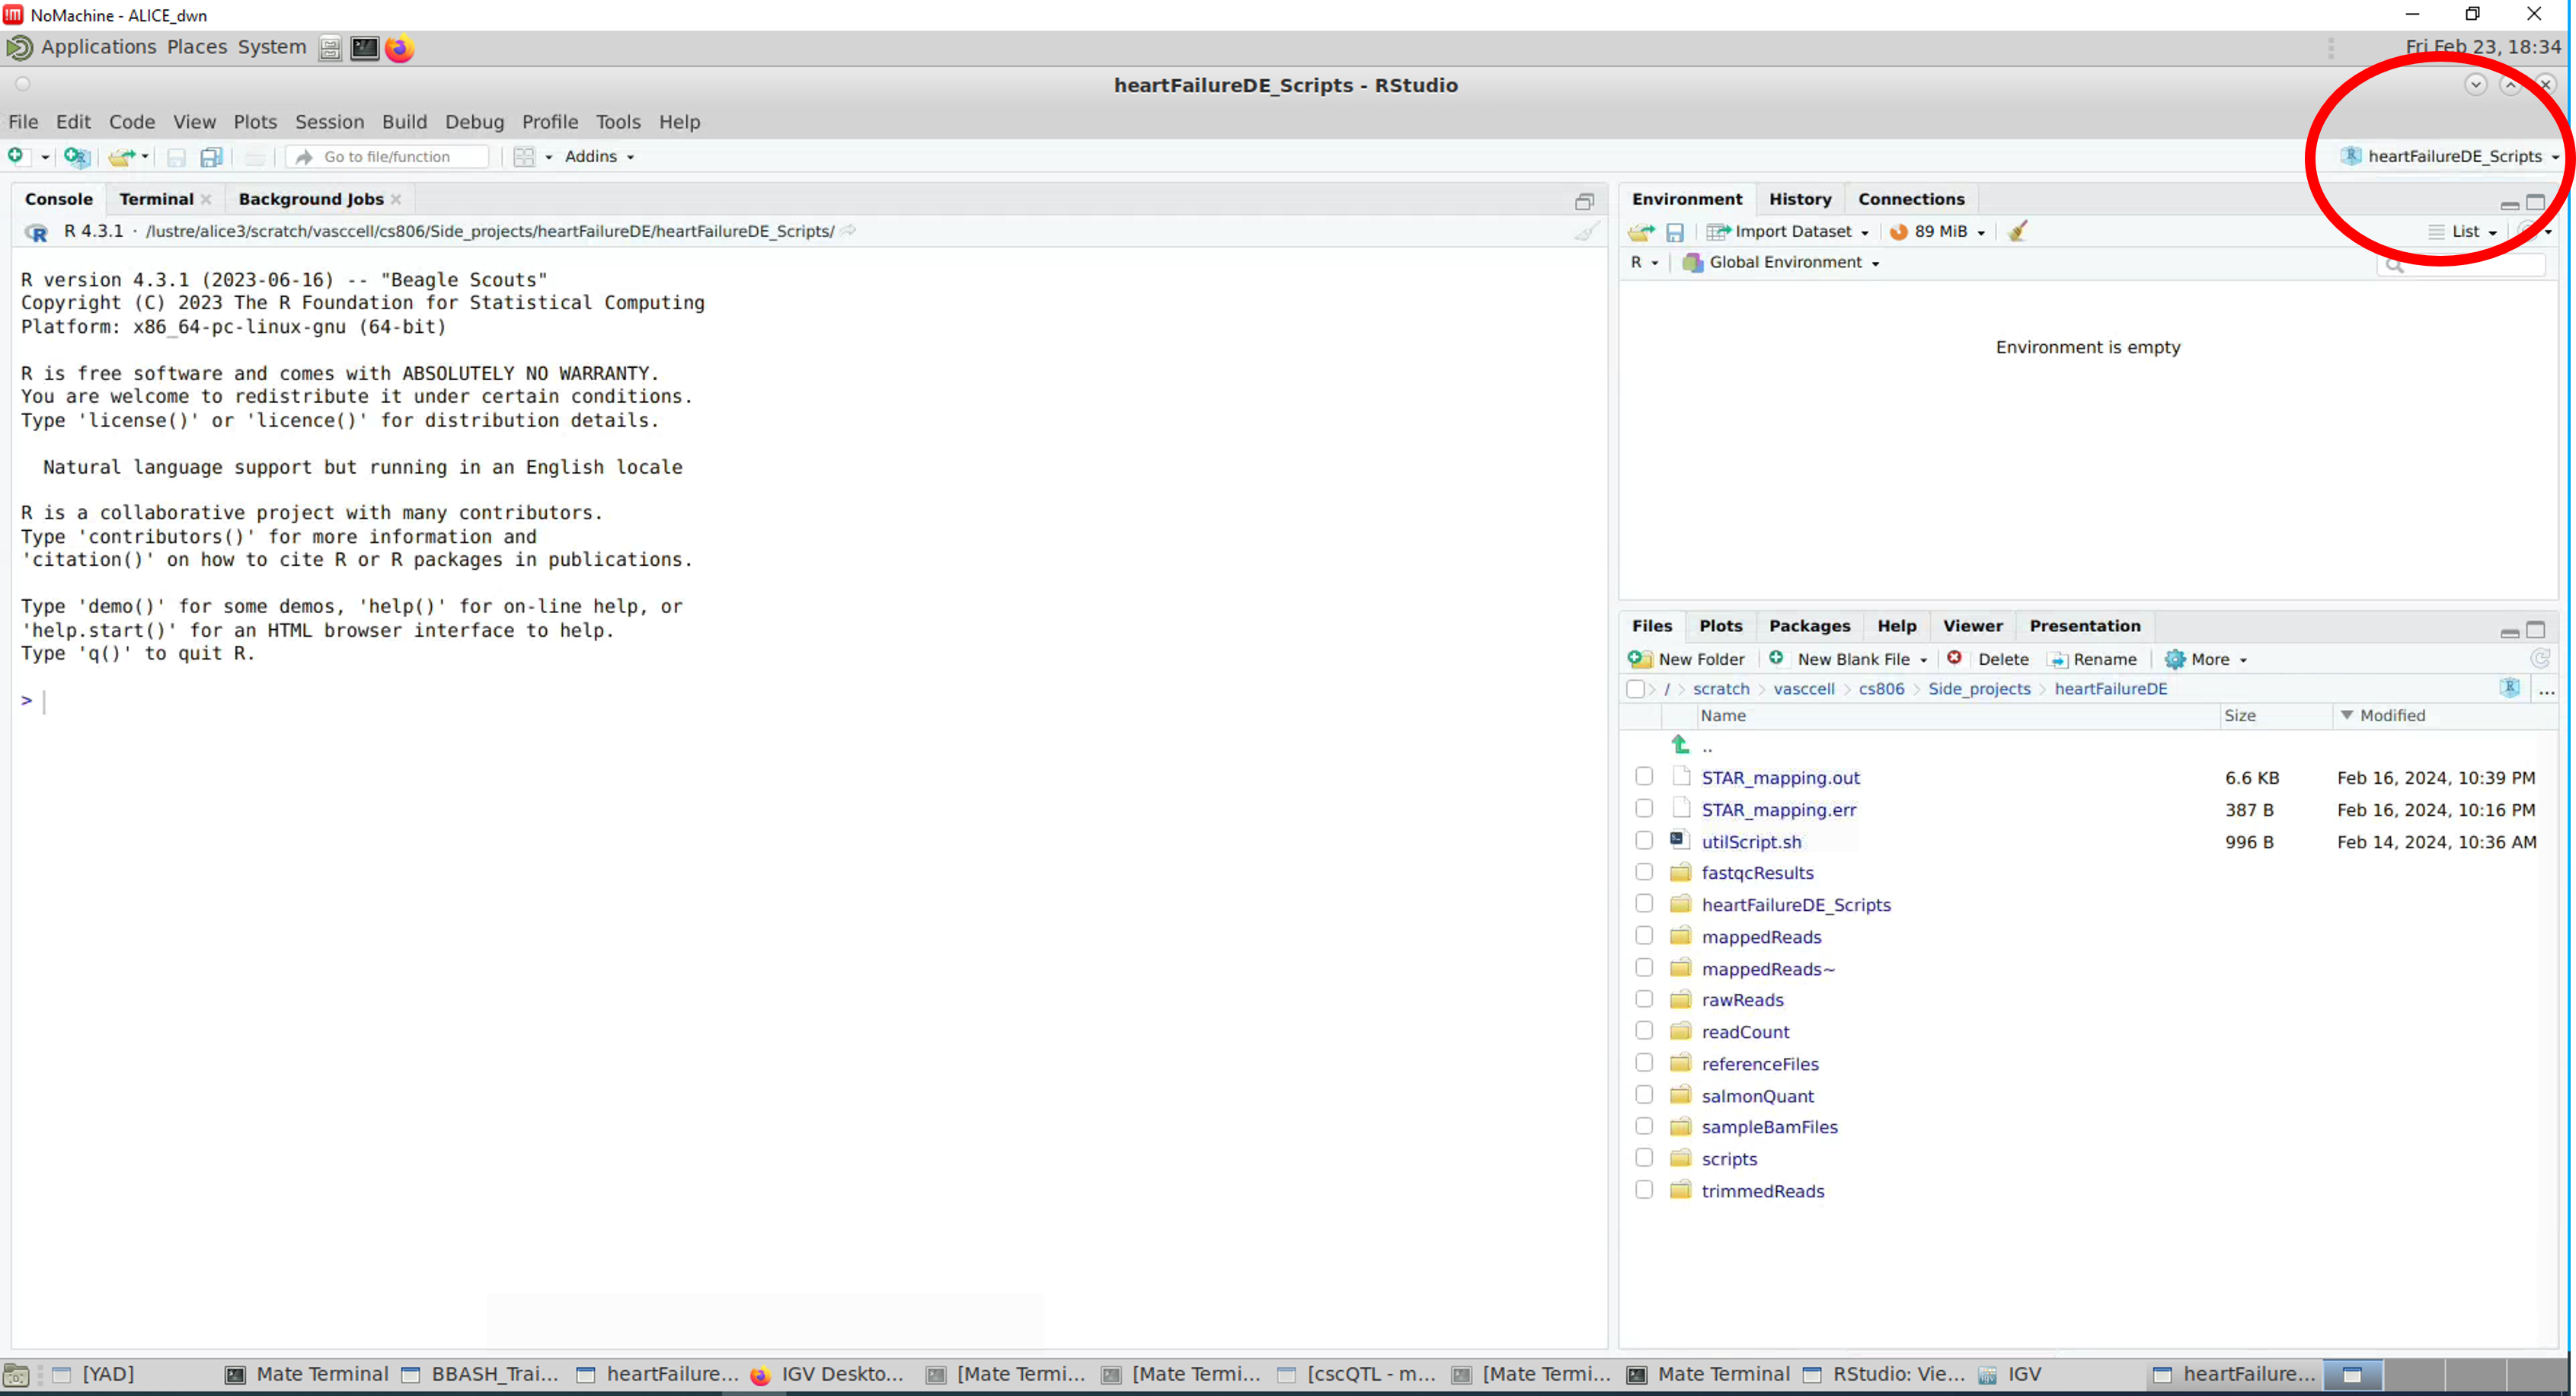 NoMachine - ALICE_dwn
Applications Places System
Fri Feb 23, 18:34
heartFailureDE_Scripts - RStudio
File Edit Code View Plots Session Build Debug Profile Tools Help
Go to file/function Addins
heartFailureDE_Scripts
Console Terminal Background Jobs
R 4.3.1 · /lustre/alice3/scratch/vasccell/cs806/Side_projects/heartFailureDE/heartFailureDE_Scripts/
R version 4.3.1 (2023-06-16) -- "Beagle Scouts"
Copyright (C) 2023 The R Foundation for Statistical Computing
Platform: x86_64-pc-linux-gnu (64-bit)
R is free software and comes with ABSOLUTELY NO WARRANTY.
You are welcome to redistribute it under certain conditions.
Type 'license()' or 'licence()' for distribution details.
Natural language support but running in an English locale
R is a collaborative project with many contributors.
Type 'contributors()' for more information and
'citation()' on how to cite R or R packages in publications.
Type 'demo()' for some demos, 'help()' for on-line help, or
'help.start()' for an HTML browser interface to help.
Type 'q()' to quit R.
>
Environment History Connections
Import Dataset 89 MiB List
R Global Environment
Environment is empty
Files Plots Packages Help Viewer Presentation
New Folder New Blank File Delete Rename More
/ scratch vasccell cs806 Side_projects heartFailureDE ...
Name Size Modified
..
STAR_mapping.out 6.6 KB Feb 16, 2024, 10:39 PM
STAR_mapping.err 387 B Feb 16, 2024, 10:16 PM
utilScript.sh 996 B Feb 14, 2024, 10:36 AM
fastqcResults
heartFailureDE_Scripts
mappedReads
mappedReads~
rawReads
readCount
referenceFiles
salmonQuant
sampleBamFiles
scripts
trimmedReads
[YAD] Mate Terminal BBASH_Trai... heartFailure... IGV Deskto... [Mate Termi... [Mate Termi... [cscQTL - m... [Mate Termi... Mate Terminal RStudio: Vie... IGV heartFailure...